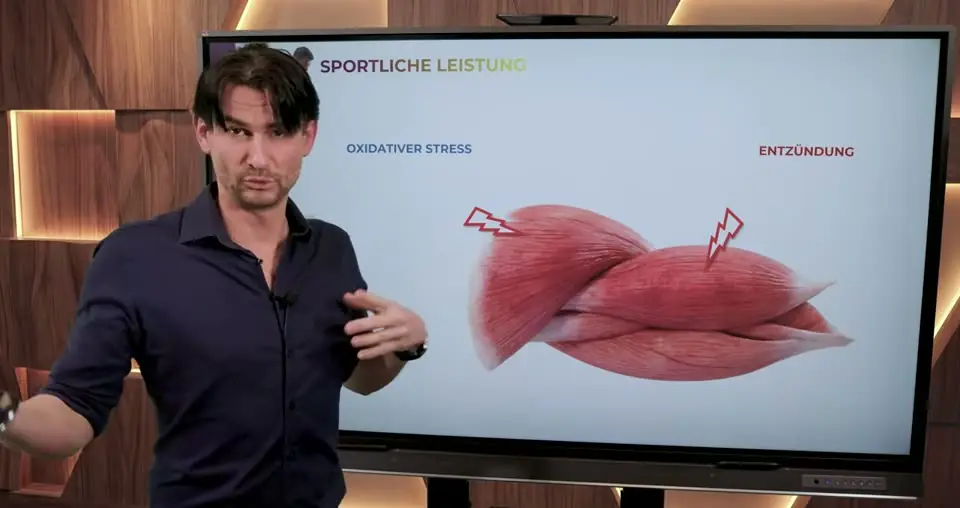 SPORTLICHE LEISTUNG
OXIDATIVER STRESS
ENTZÜNDUNG